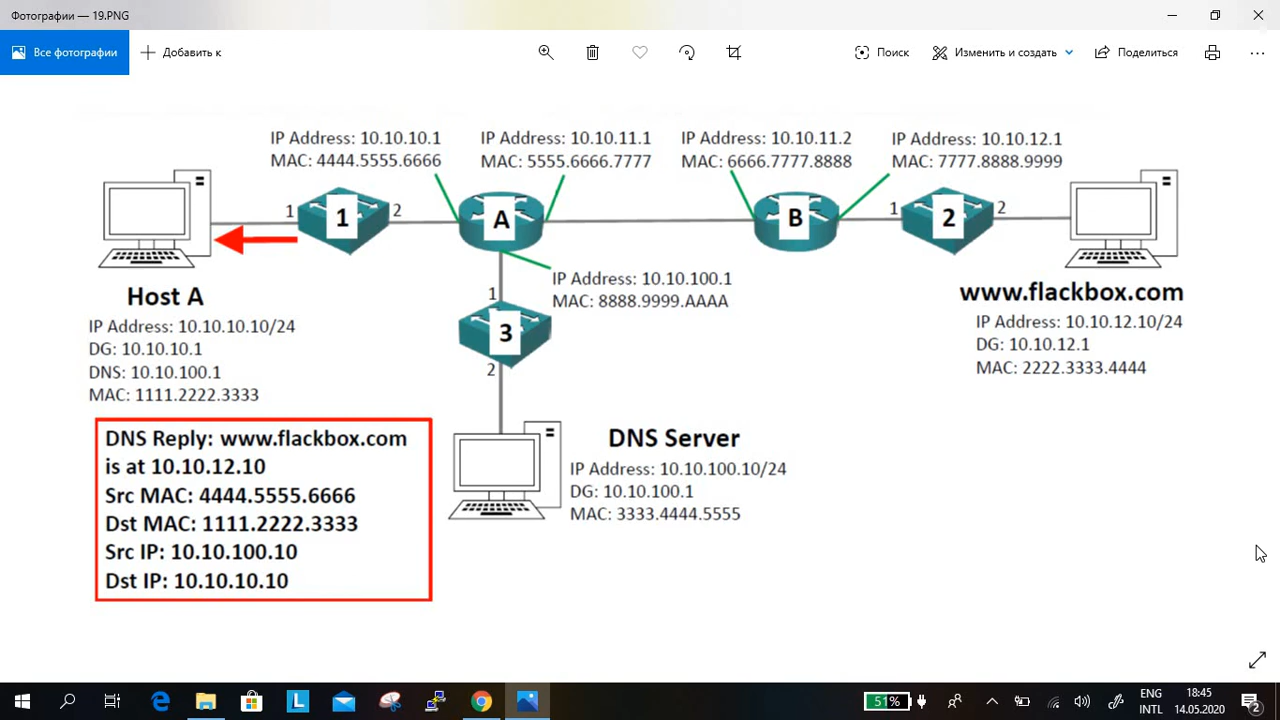 Фотографии — 19.PNG
Все фотографии
Добавить к
Поиск
Изменить и создать
Поделиться
IP Address: 10.10.10.1
MAC: 4444.5555.6666
IP Address: 10.10.11.1
MAC: 5555.6666.7777
IP Address: 10.10.11.2
MAC: 6666.7777.8888
IP Address: 10.10.12.1
MAC: 7777.8888.9999
1
1
2
A
B
1
2
2
Host A
IP Address: 10.10.10.10/24
DG: 10.10.10.1
DNS: 10.10.100.1
MAC: 1111.2222.3333
IP Address: 10.10.100.1
MAC: 8888.9999.AAAA
1
3
2
www.flackbox.com
IP Address: 10.10.12.10/24
DG: 10.10.12.1
MAC: 2222.3333.4444
DNS Reply: www.flackbox.com
is at 10.10.12.10
Src MAC: 4444.5555.6666
Dst MAC: 1111.2222.3333
Src IP: 10.10.100.10
Dst IP: 10.10.10.10
DNS Server
IP Address: 10.10.100.10/24
DG: 10.10.100.1
MAC: 3333.4444.5555
L
51%
ENG
INTL
18:45
14.05.2020
2